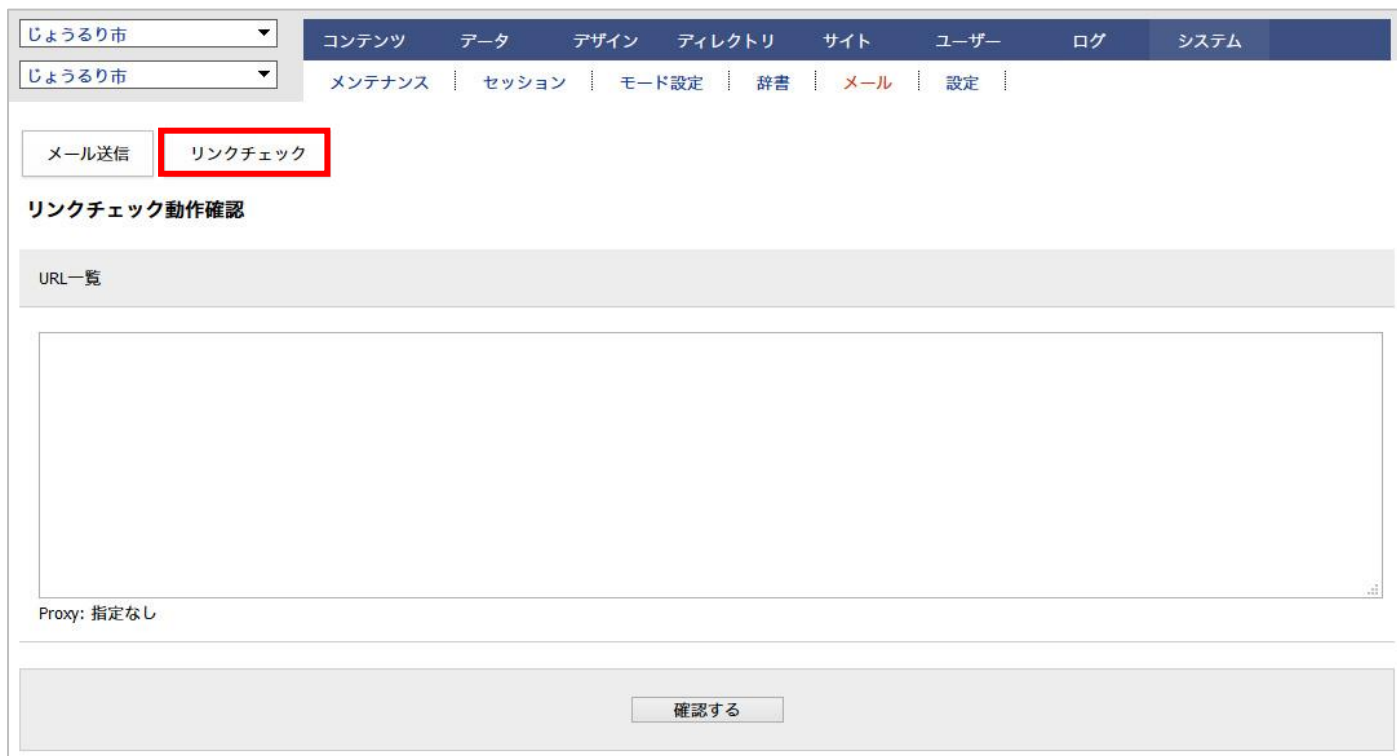 じょうるり市
コンテンツ データ デザイン ディレクトリ サイト ユーザー ログ システム
じょうるり市
メンテナンス セッション モード設定 辞書 メール 設定
メール送信 リンクチェック
リンクチェック動作確認
URL一覧
Proxy: 指定なし
確認する